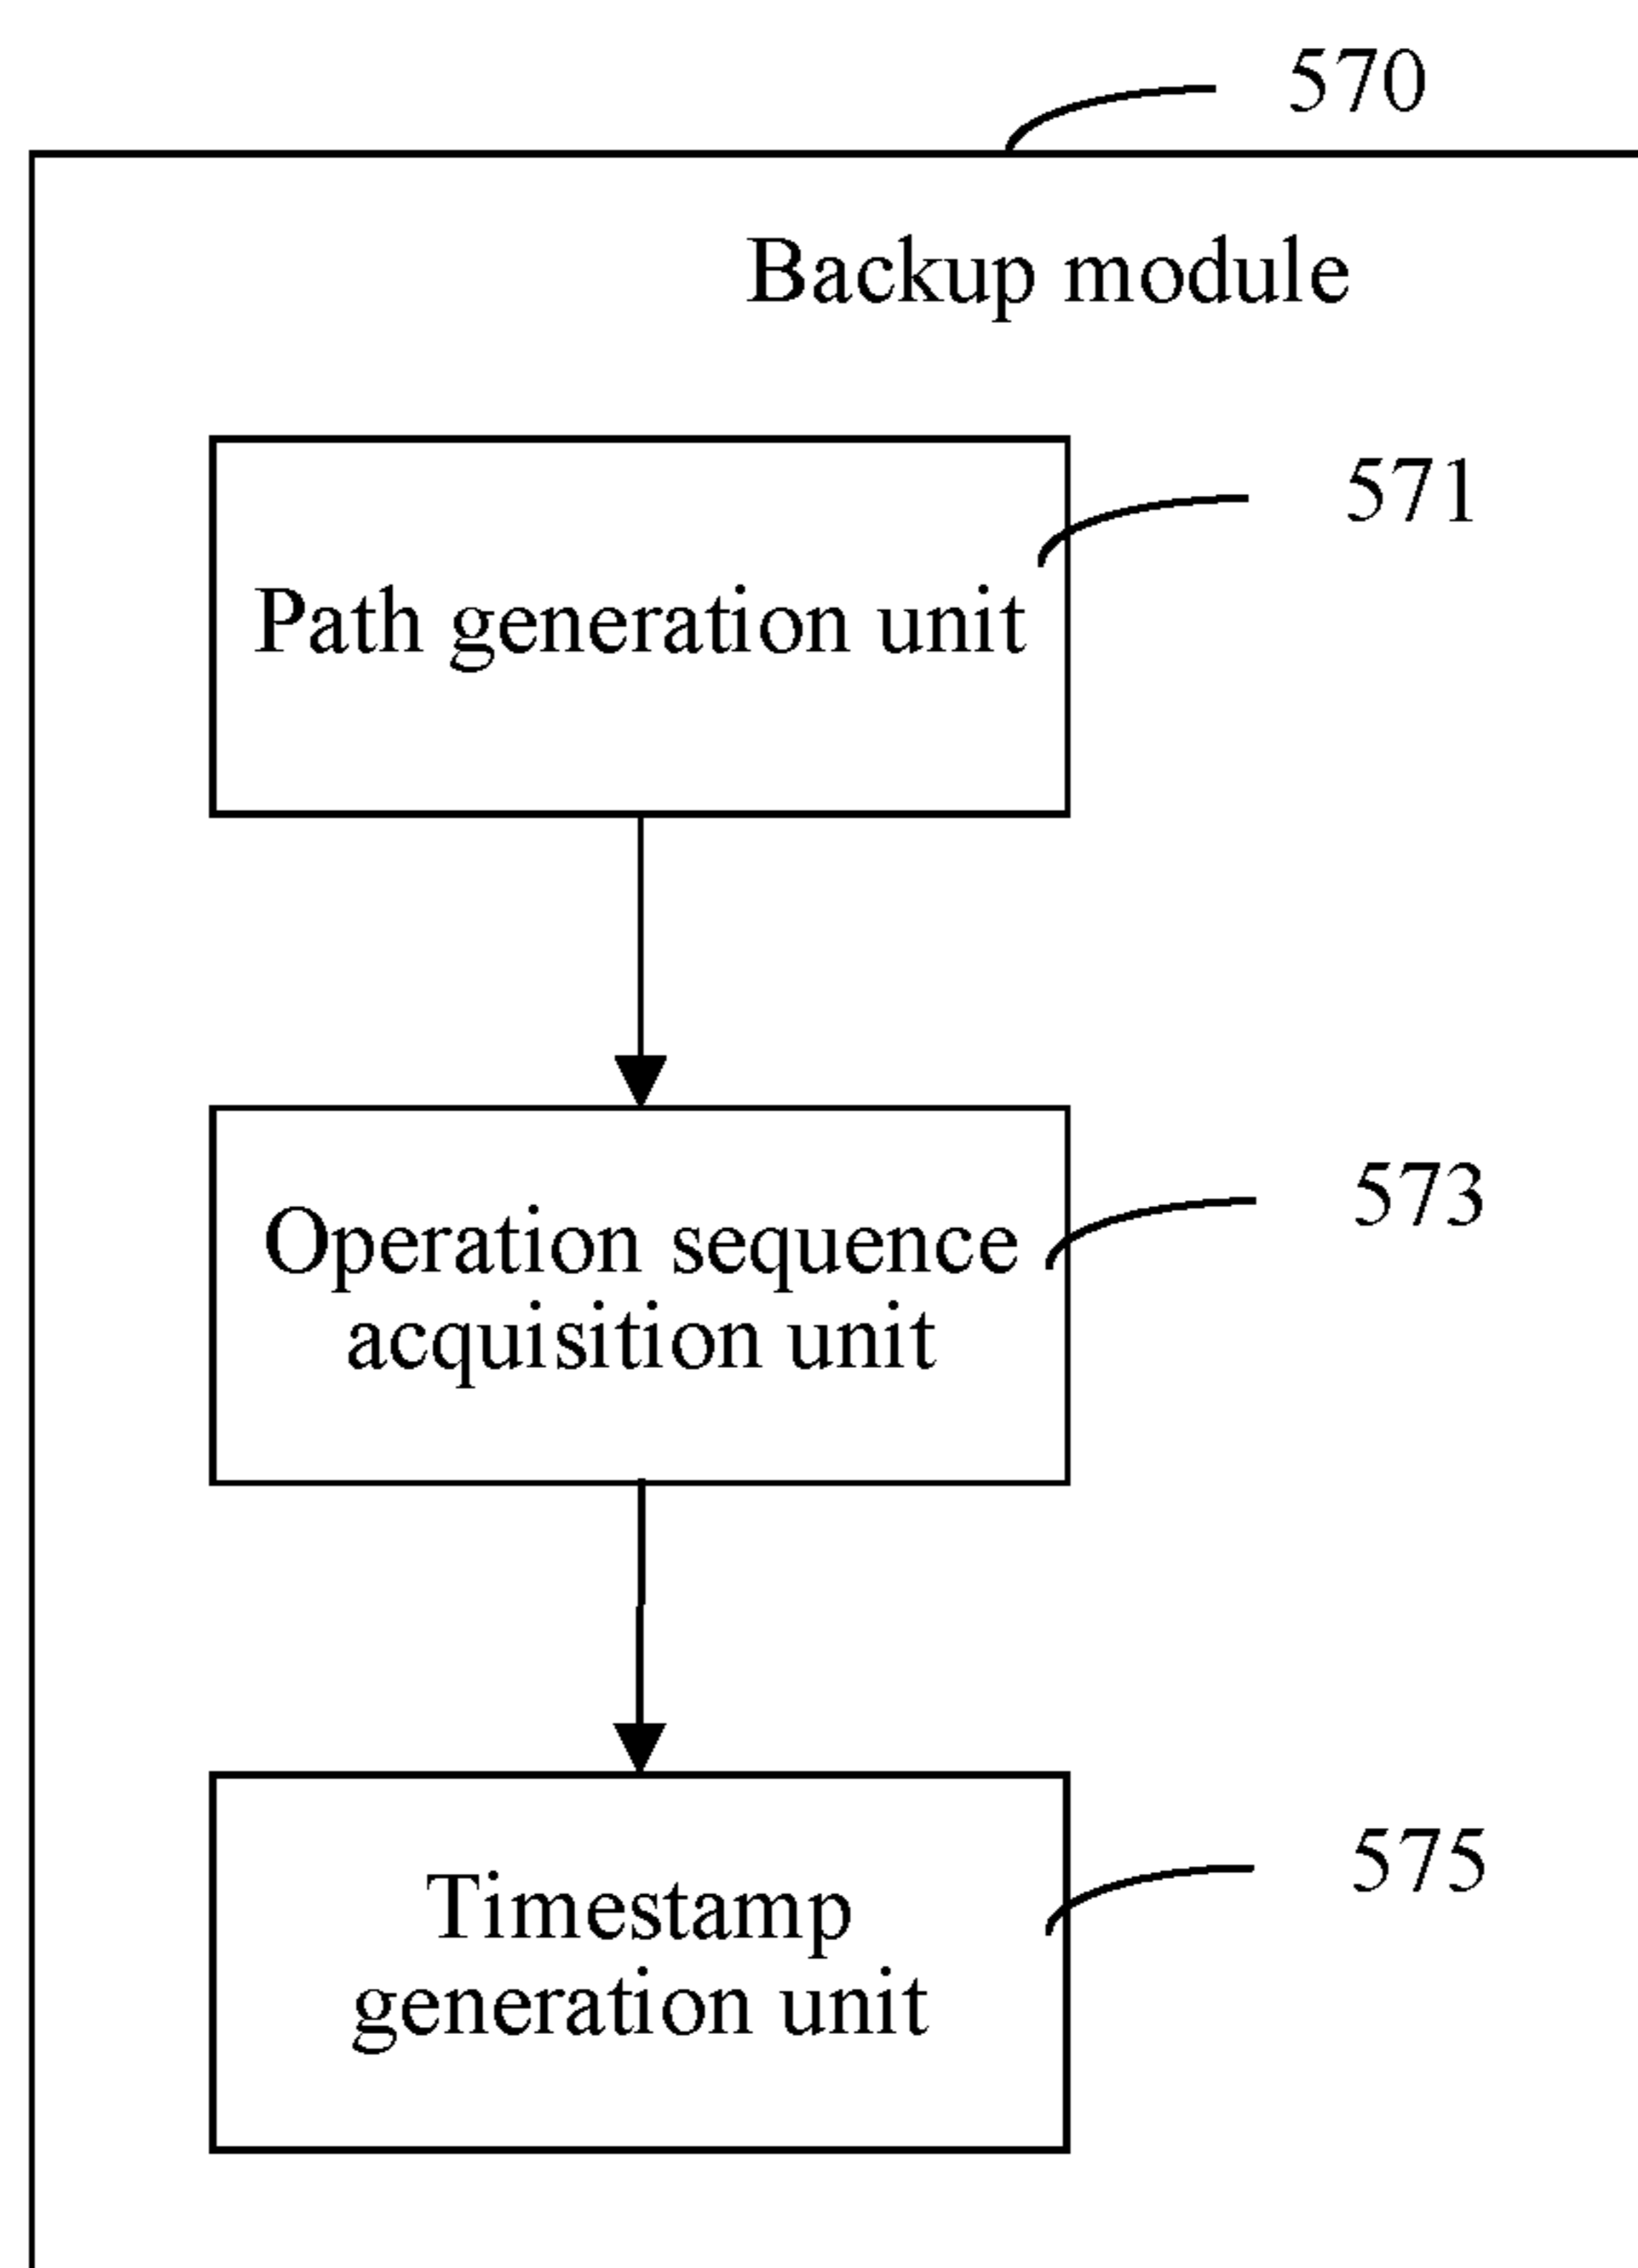 570
Backup module
571
Path generation unit
573
Operation sequence
acquisition unit
575
Timestamp
generation unit